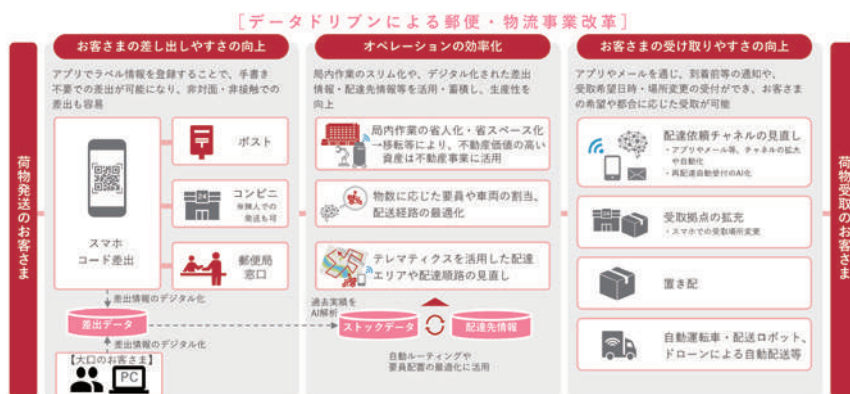 [データドリブンによる郵便・物流事業改革]
荷物発送のお客さま
お客さまの差し出しやすさの向上
アプリでラベル情報を登録することで、手書き
不要での差出が可能になり、非対面・非接触での
差出も容易
スマホ
コード差出
ポスト
コンビニ
発送も可
郵便局
窓口
差出情報のデジタル化
差出データ
差出情報のデジタル化
【大口のお客さま】
PC
オペレーションの効率化
局内作業のスリム化や、デジタル化された差出
情報・配達先情報等を活用・蓄積し、生産性を
向上
局内作業の省人化・省スペース化
→移転等により、不動産価値の高い
資産は不動産事業に活用
物数に応じた要員や車両の割当、
配送経路の最適化
テレマティクスを活用した配達
エリアや配達順路の見直し
過去実績を
AI解析
ストックデータ
配達先情報
自動ルーティングや
要員配置の最適化に活用
お客さまの受け取りやすさの向上
アプリやメールを通じ、到着前等の通知や、
受取希望日時・場所変更の受付ができ、お客さま
の希望や都合に応じた受取が可能
配達依頼チャネルの見直し
・アプリやメール等、チャネルの拡大
や自動化
・再配達自動受付のAI化
受取拠点の拡充
・スマホでの受取場所変更
置き配
自動運転車・配送ロボット、
ドローンによる自動配送等
荷物受取のお客さま